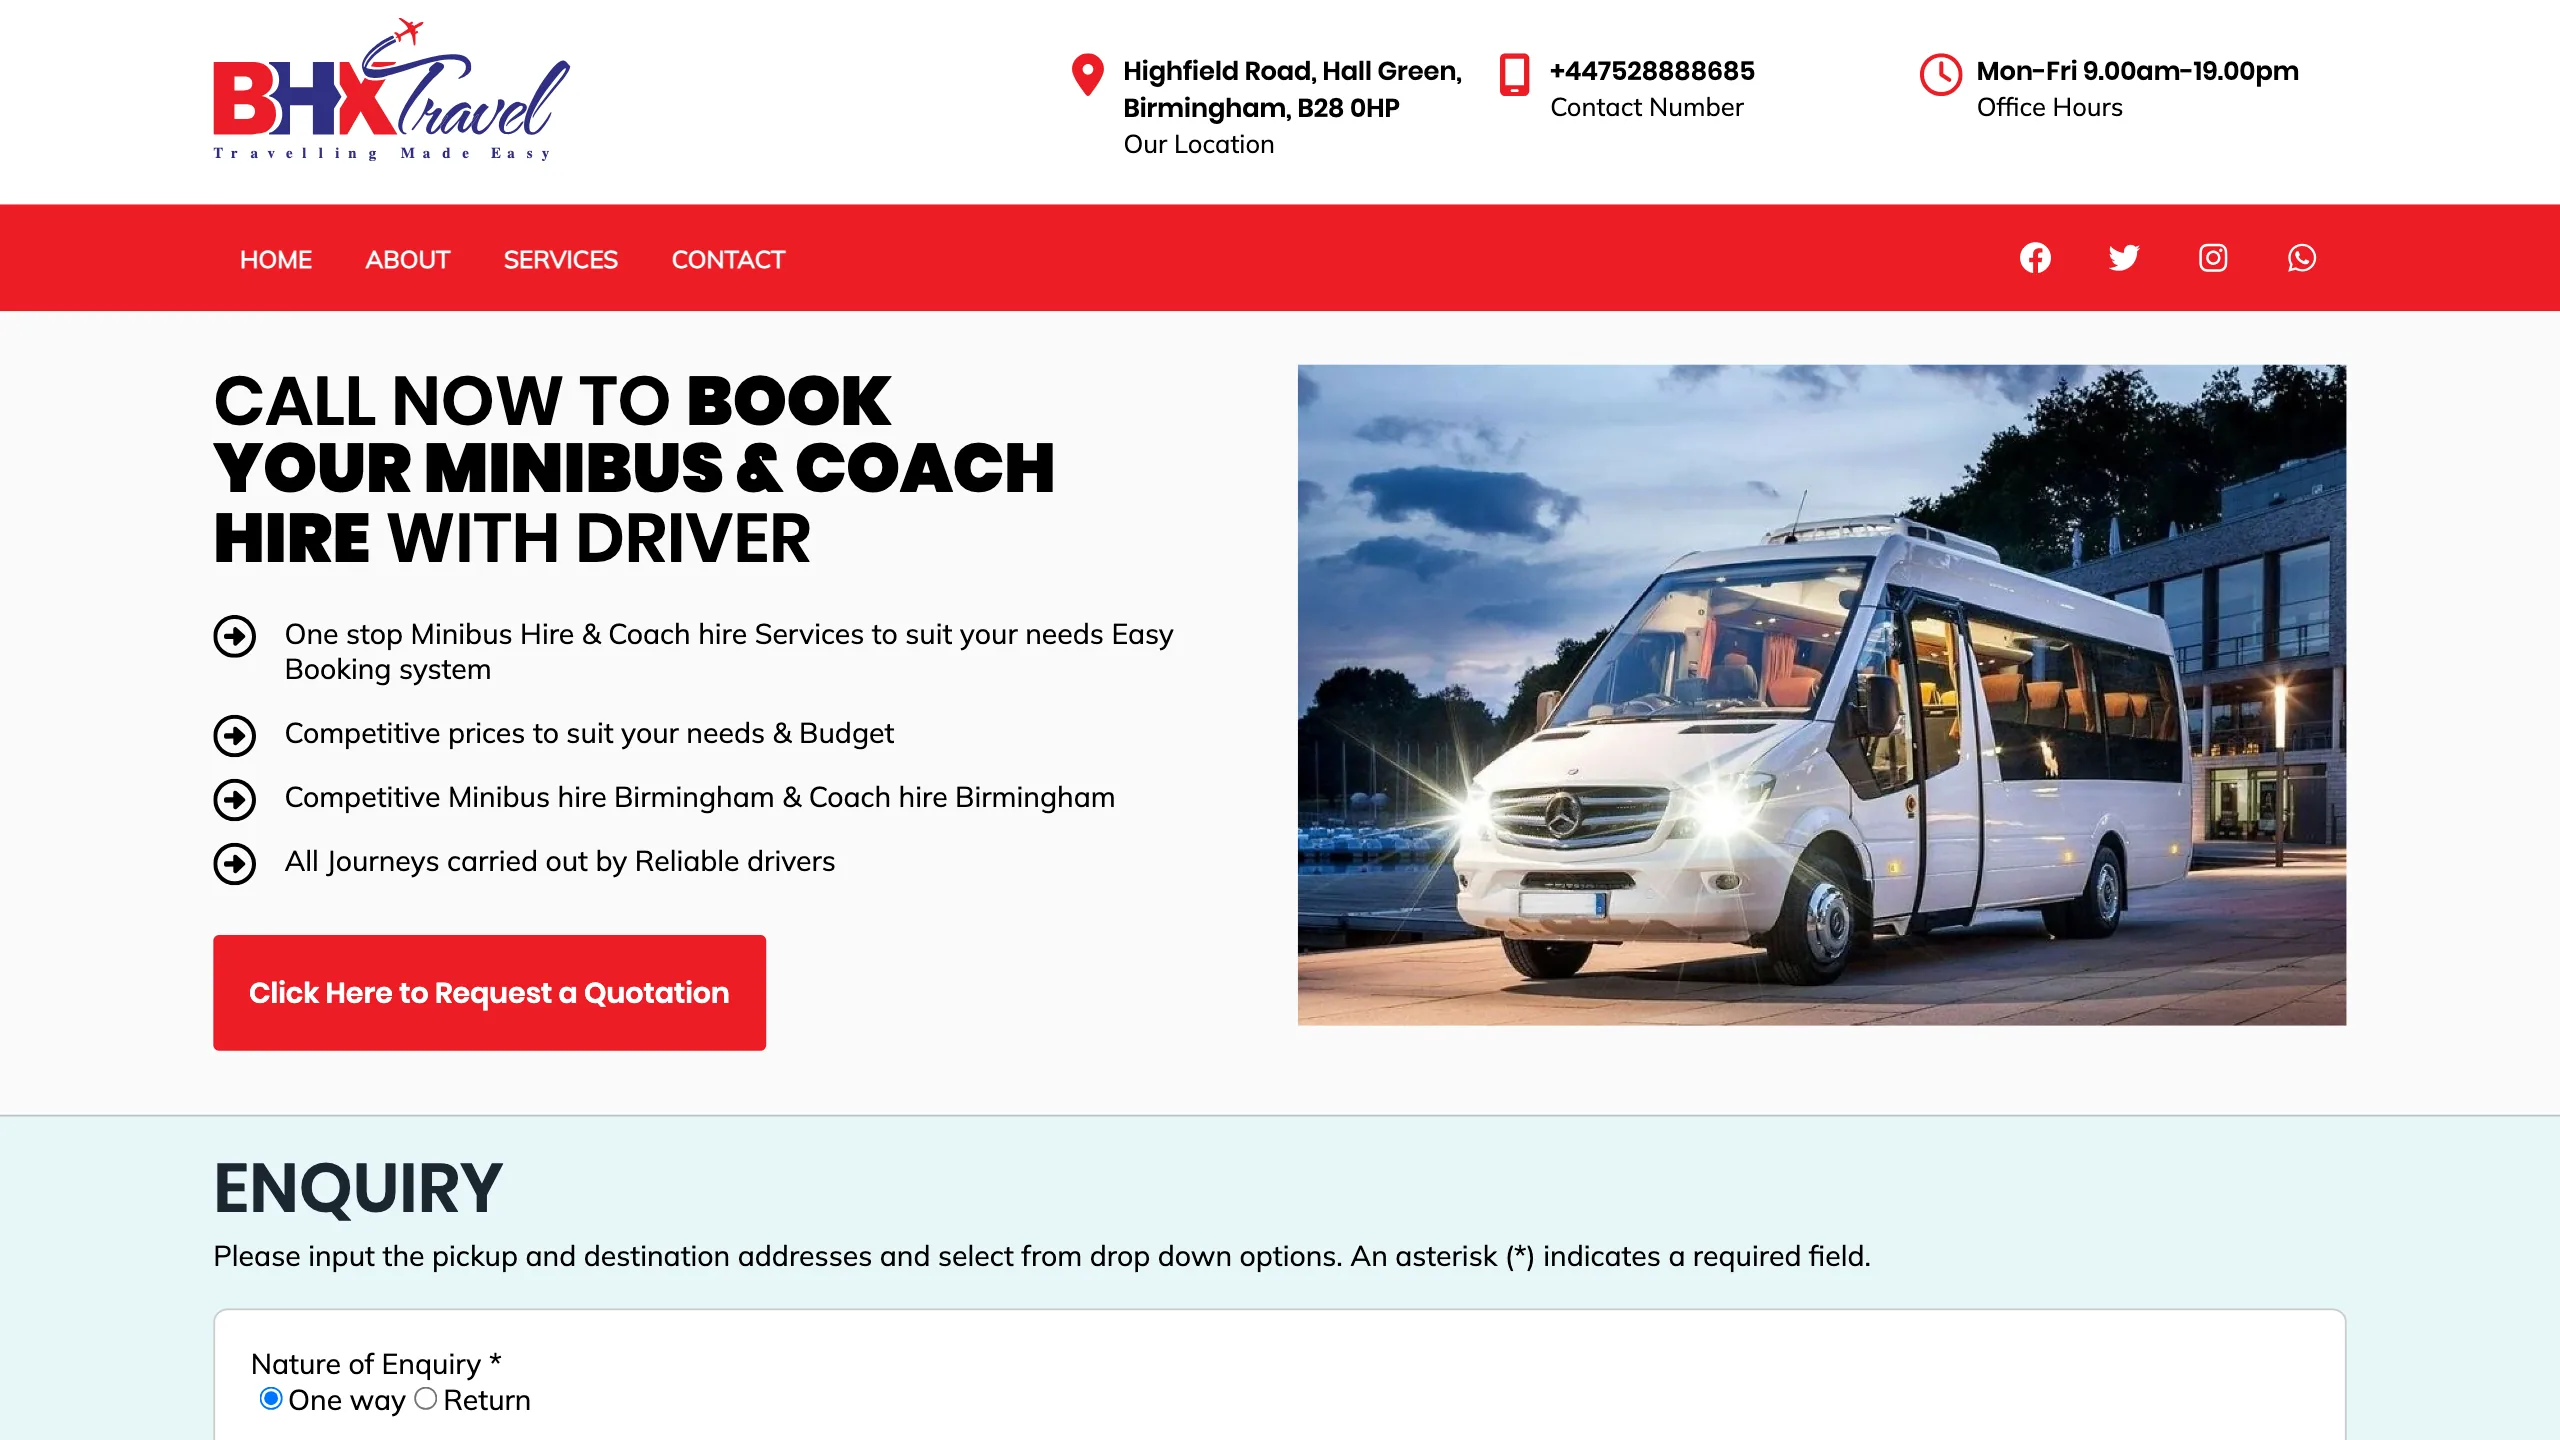 BHX Travel
Travelling Made Easy
Highfield Road, Hall Green,
Birmingham, B28 0HP
Our Location
+447528888685
Contact Number
Mon-Fri 9.00am-19.00pm
Office Hours
HOME ABOUT SERVICES CONTACT
CALL NOW TO BOOK
YOUR MINIBUS & COACH
HIRE WITH DRIVER
One stop Minibus Hire & Coach hire Services to suit your needs Easy
Booking system
Competitive prices to suit your needs & Budget
Competitive Minibus hire Birmingham & Coach hire Birmingham
All Journeys carried out by Reliable drivers
Click Here to Request a Quotation
ENQUIRY
Please input the pickup and destination addresses and select from drop down options. An asterisk (*) indicates a required field.
Nature of Enquiry *
One way Return